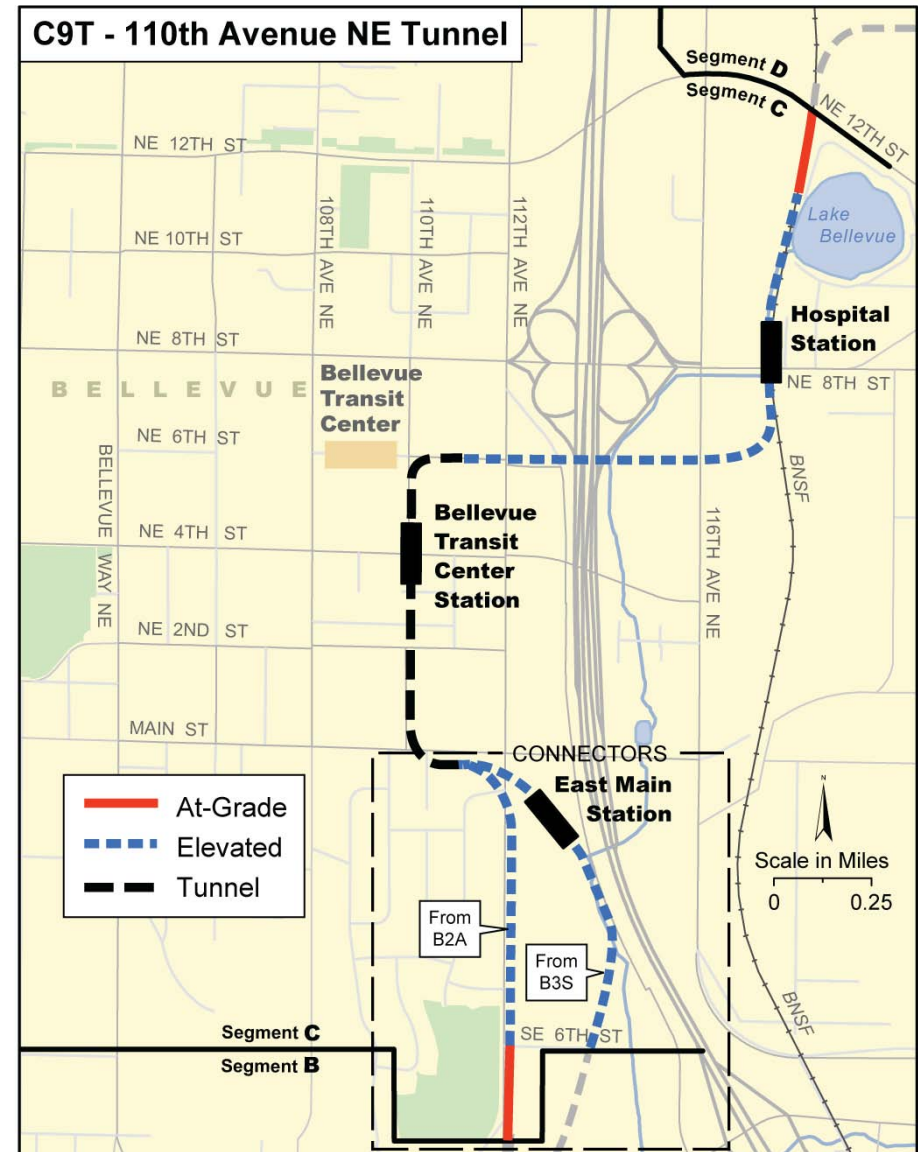 C9T - 110th Avenue NE Tunnel
Segment D
Segment C
NE 12TH ST
NE 12TH ST
Lake
Bellevue
108TH AVE NE
110TH AVE NE
112TH AVE NE
NE 10TH ST
Hospital
Station
NE 8TH ST
NE 8TH ST
BELLEVUE
Bellevue
Transit
Center
NE 6TH ST
BELLEVUE WAY NE
BNSF
Bellevue
Transit
Center
Station
NE 4TH ST
116TH AVE NE
NE 2ND ST
MAIN ST
CONNECTORS
East Main
Station
At-Grade
Elevated
Tunnel
N
Scale in Miles
0 0.25
From
B2A
From
B3S
BNSF
Segment C
Segment B
SE 6TH ST